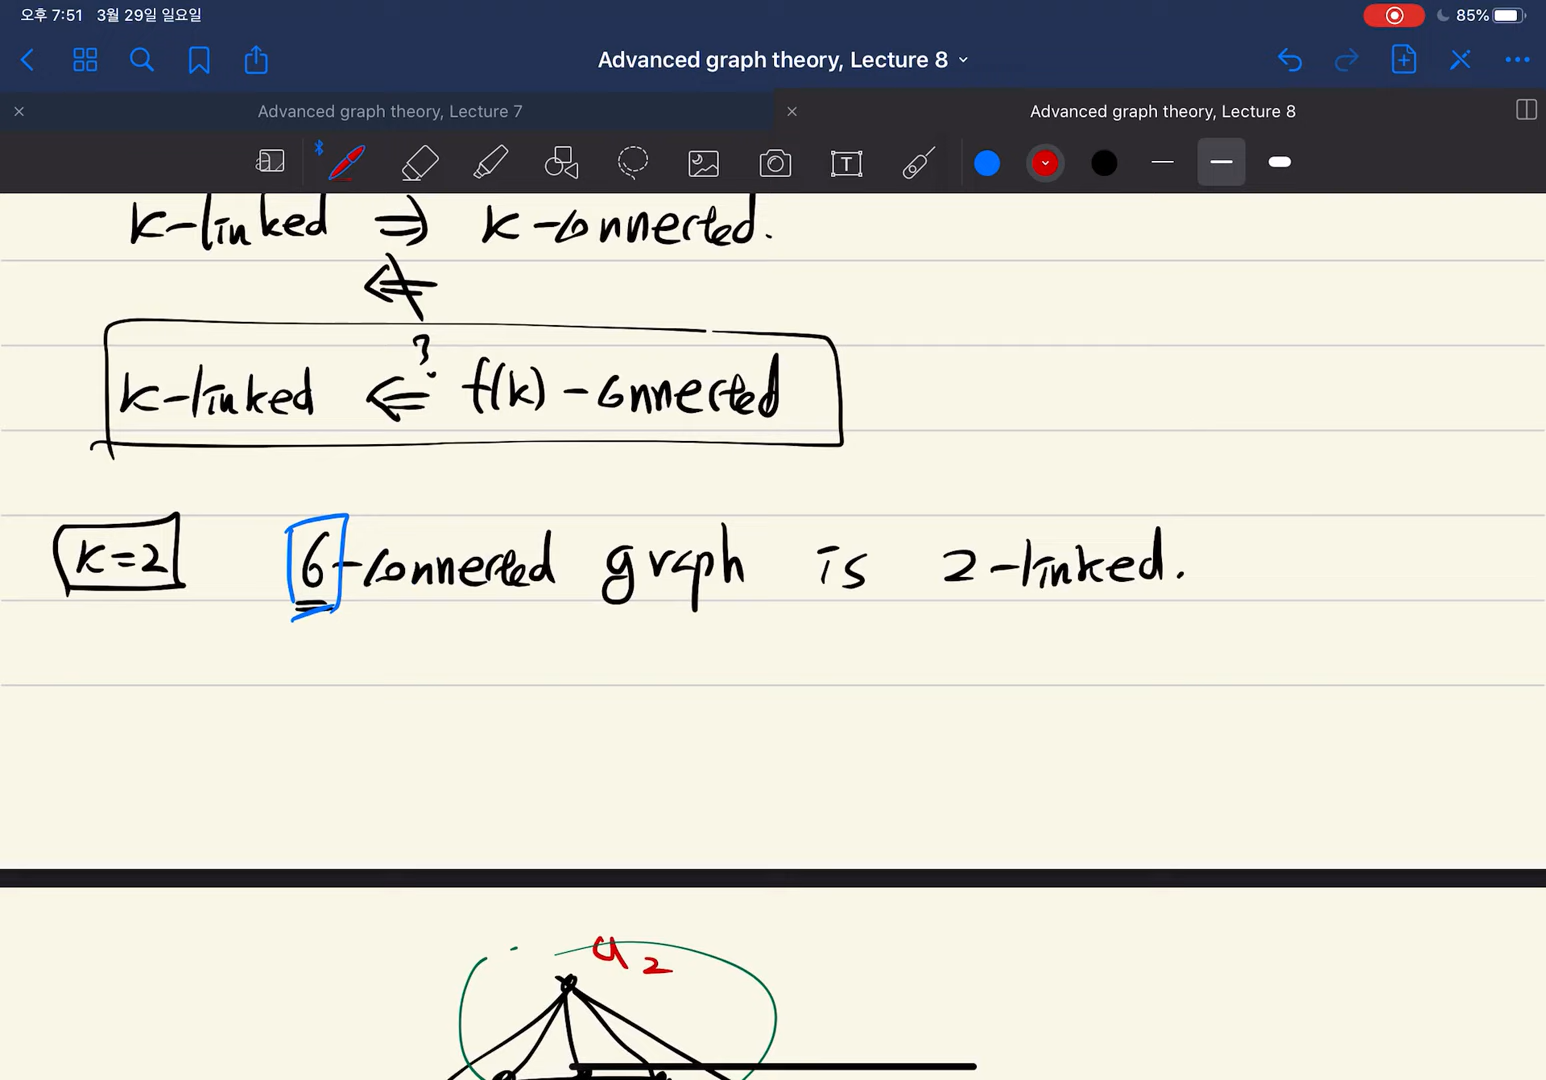 오후 7:51 3월 29일 일요일
85%
Advanced graph theory, Lecture 8
Advanced graph theory, Lecture 7
Advanced graph theory, Lecture 8
T
k-linked ⇒ k-connected.
⇍
?
k-linked ⇐ f(k)-connected
k=2 6-connected graph is 2-linked.
a2